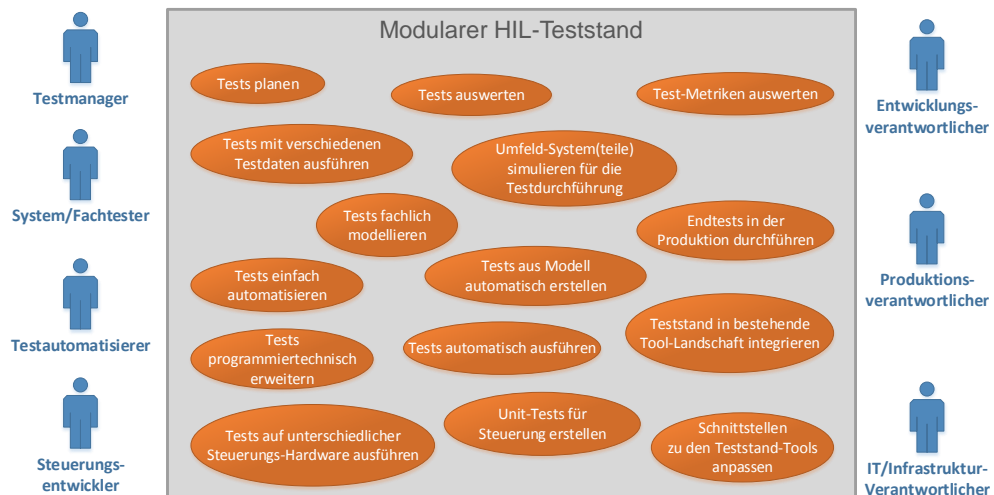 Modularer HIL-Teststand
Testmanager
System/Fachtester
Testautomatisierer
Steuerungs-
entwickler
Tests planen
Tests auswerten
Test-Metriken auswerten
Tests mit verschiedenen
Testdaten ausführen
Umfeld-System(teile)
simulieren für die
Testdurchführung
Tests fachlich
modellieren
Endtests in der
Produktion durchführen
Tests einfach
automatisieren
Tests aus Modell
automatisch erstellen
Teststand in bestehende
Tool-Landschaft integrieren
Tests
programmiertechnisch
erweitern
Tests automatisch ausführen
Tests auf unterschiedlicher
Steuerungs-Hardware ausführen
Unit-Tests für
Steuerung erstellen
Schnittstellen
zu den Teststand-Tools
anpassen
Entwicklungs-
verantwortlicher
Produktions-
verantwortlicher
IT/Infrastruktur-
Verantwortlicher